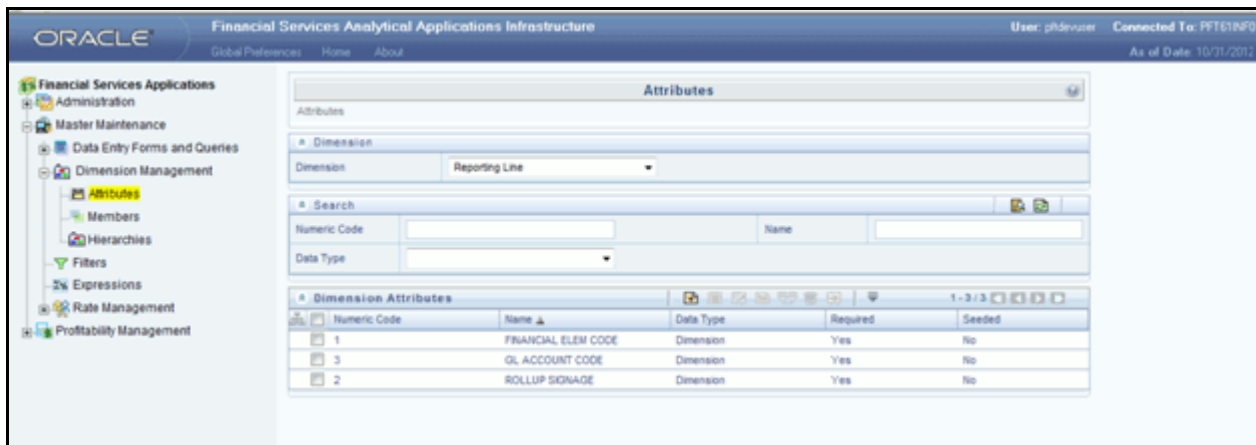 ORACLE
Financial Services Analytical Applications Infrastructure
User: pftdevuser Connected To: PFT61INF0
Global Preferences Home About
As of Date: 10/31/2012
Financial Services Applications
Administration
Master Maintenance
Data Entry Forms and Queries
Dimension Management
Attributes
Members
Hierarchies
Filters
Expressions
Rate Management
Profitability Management
Attributes
Attributes
Dimension
Dimension Reporting Line
Search
Numeric Code Name
Data Type
Dimension Attributes 1-3/3
Numeric Code Name Data Type Required Seeded
1 FINANCIAL ELEM CODE Dimension Yes No
3 GL ACCOUNT CODE Dimension Yes No
2 ROLLUP SIGNAGE Dimension Yes No